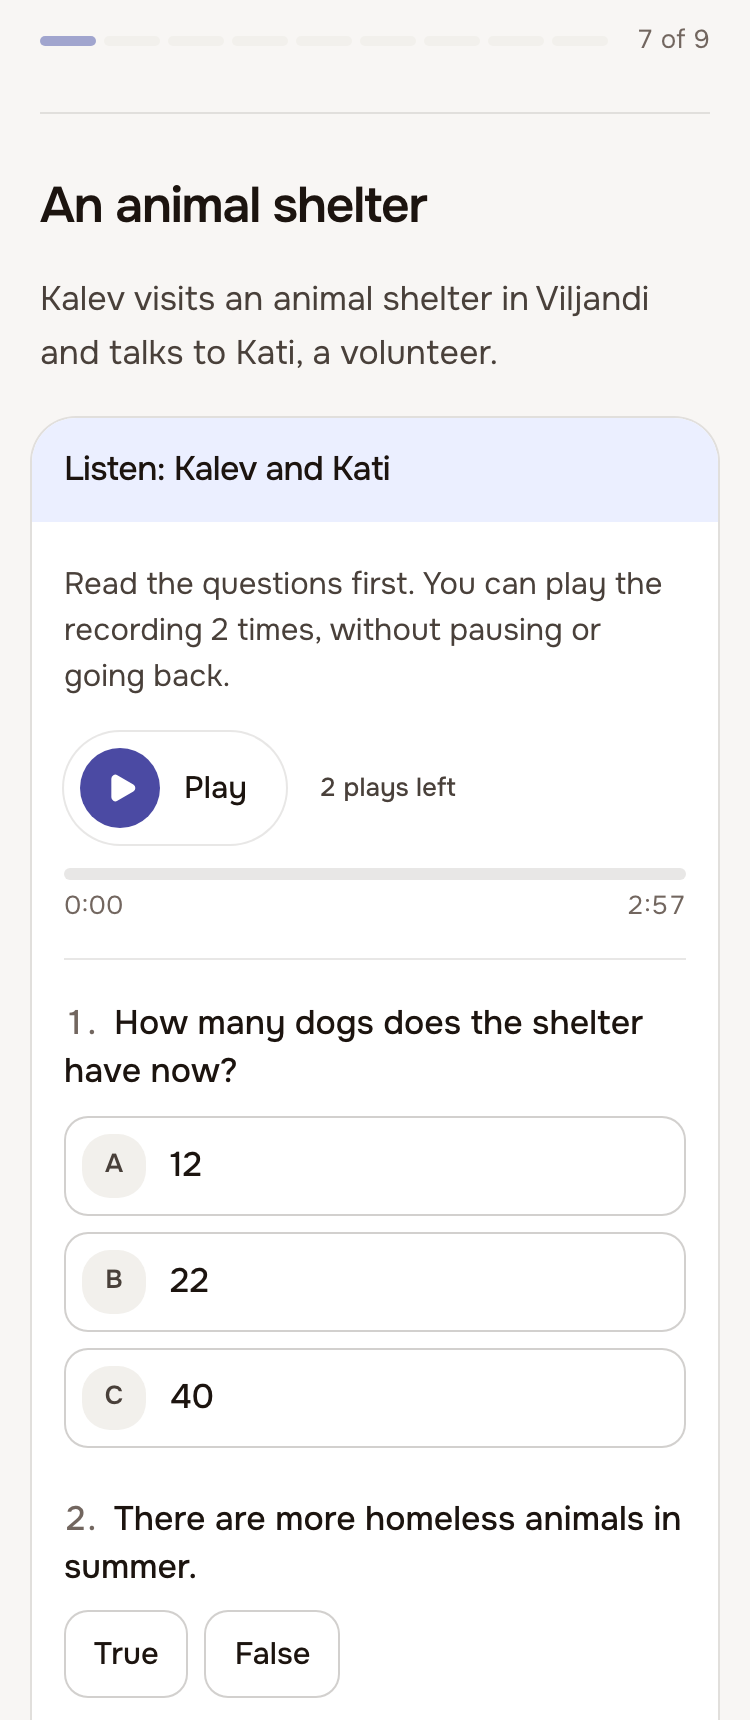 7 of 9
An animal shelter
Kalev visits an animal shelter in Viljandi
and talks to Kati, a volunteer.
Listen: Kalev and Kati
Read the questions first. You can play the
recording 2 times, without pausing or
going back.
Play
2 plays left
0:00
2:57
1. How many dogs does the shelter
have now?
A 12
B 22
C 40
2. There are more homeless animals in
summer.
True
False